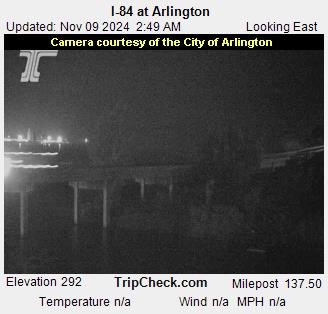 I-84 at Arlington
Updated: Nov 09 2024 2:49 AM Looking East
Camera courtesy of the City of Arlington
Elevation 292 TripCheck.com Milepost 137.50
Temperature n/a Wind n/a MPH n/a